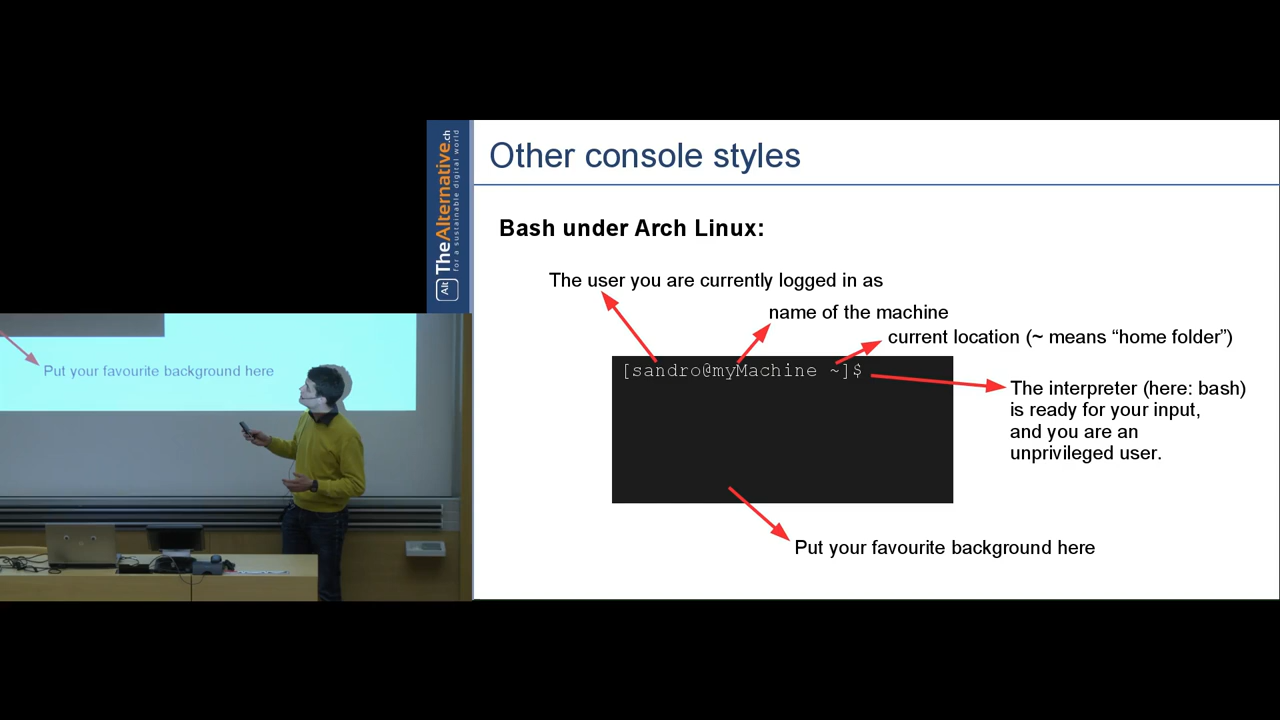 Alt TheAlternative.ch
for a sustainable digital world
Other console styles
Bash under Arch Linux:
The user you are currently logged in as
name of the machine
current location (~ means “home folder”)
[sandro@myMachine ~]$
The interpreter (here: bash)
is ready for your input,
and you are an
unprivileged user.
Put your favourite background here
Put your favourite background here